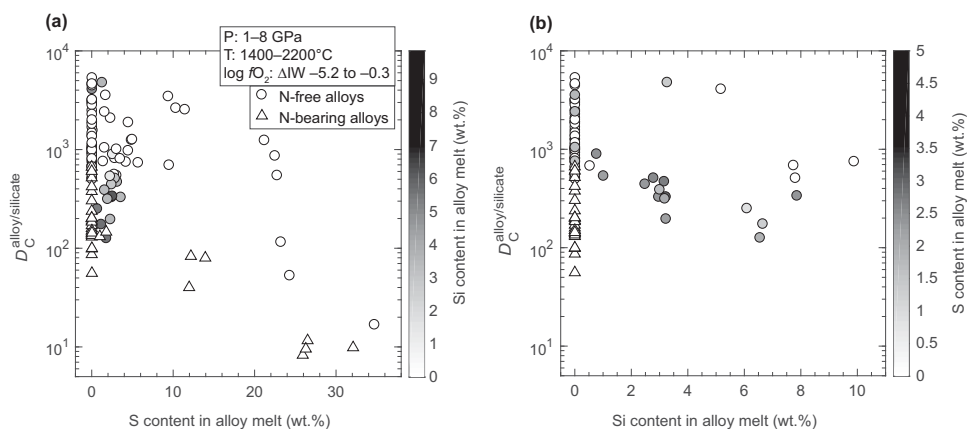 (a)
P: 1–8 GPa
T: 1400–2200°C
log fO2: ΔIW –5.2 to –0.3
N-free alloys
N-bearing alloys
10^4
10^3
10^2
10^1
D_C^alloy/silicate
0 10 20 30
S content in alloy melt (wt.%)
9
8
7
6
5
4
3
2
1
0
Si content in alloy melt (wt.%)
(b)
10^4
10^3
10^2
10^1
D_C^alloy/silicate
0 2 4 6 8 10
Si content in alloy melt (wt.%)
5
4.5
4
3.5
3
2.5
2
1.5
1
0.5
0
S content in alloy melt (wt.%)